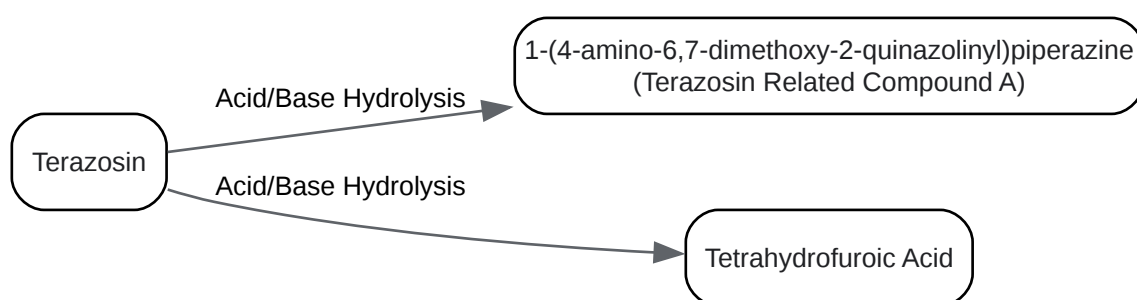 1-(4-amino-6,7-dimethoxy-2-quinazolinyl)piperazine
(Terazosin Related Compound A)
Acid/Base Hydrolysis
Terazosin
Acid/Base Hydrolysis
Tetrahydrofuroic Acid